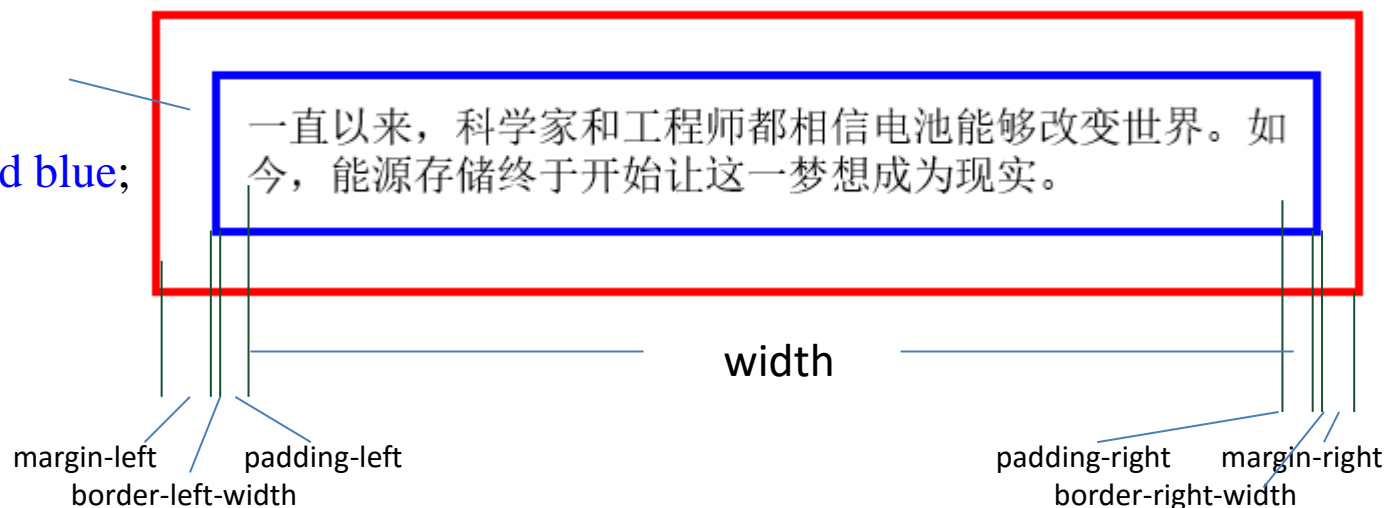 一直以来，科学家和工程师都相信电池能够改变世界。如
d blue;
今，能源存储终于开始让这一梦想成为现实。
width
margin-left
padding-left
padding-right
margin-right
border-left-width
border-right-width